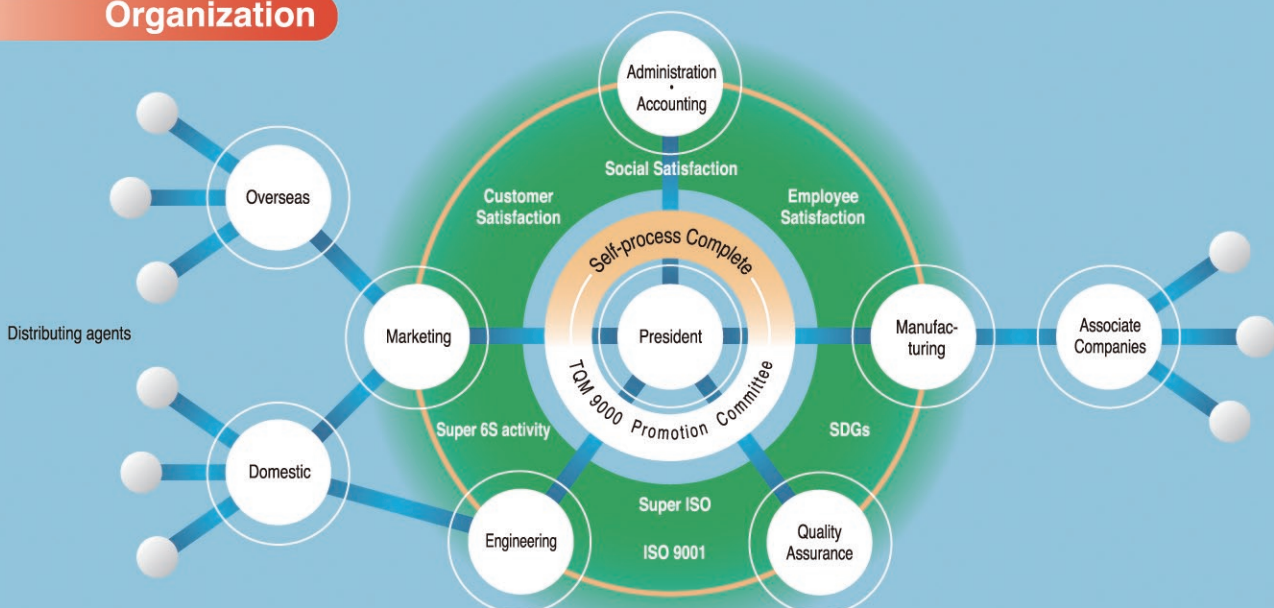 Organization
Administration
・
Accounting
Social Satisfaction
Customer
Satisfaction
Employee
Satisfaction
Overseas
Self-process Complete
Distributing agents
Marketing
President
Manufac-
turing
Associate
Companies
TQM 9000 Promotion Committee
Super 6S activity
SDGs
Domestic
Super ISO
Engineering
ISO 9001
Quality
Assurance